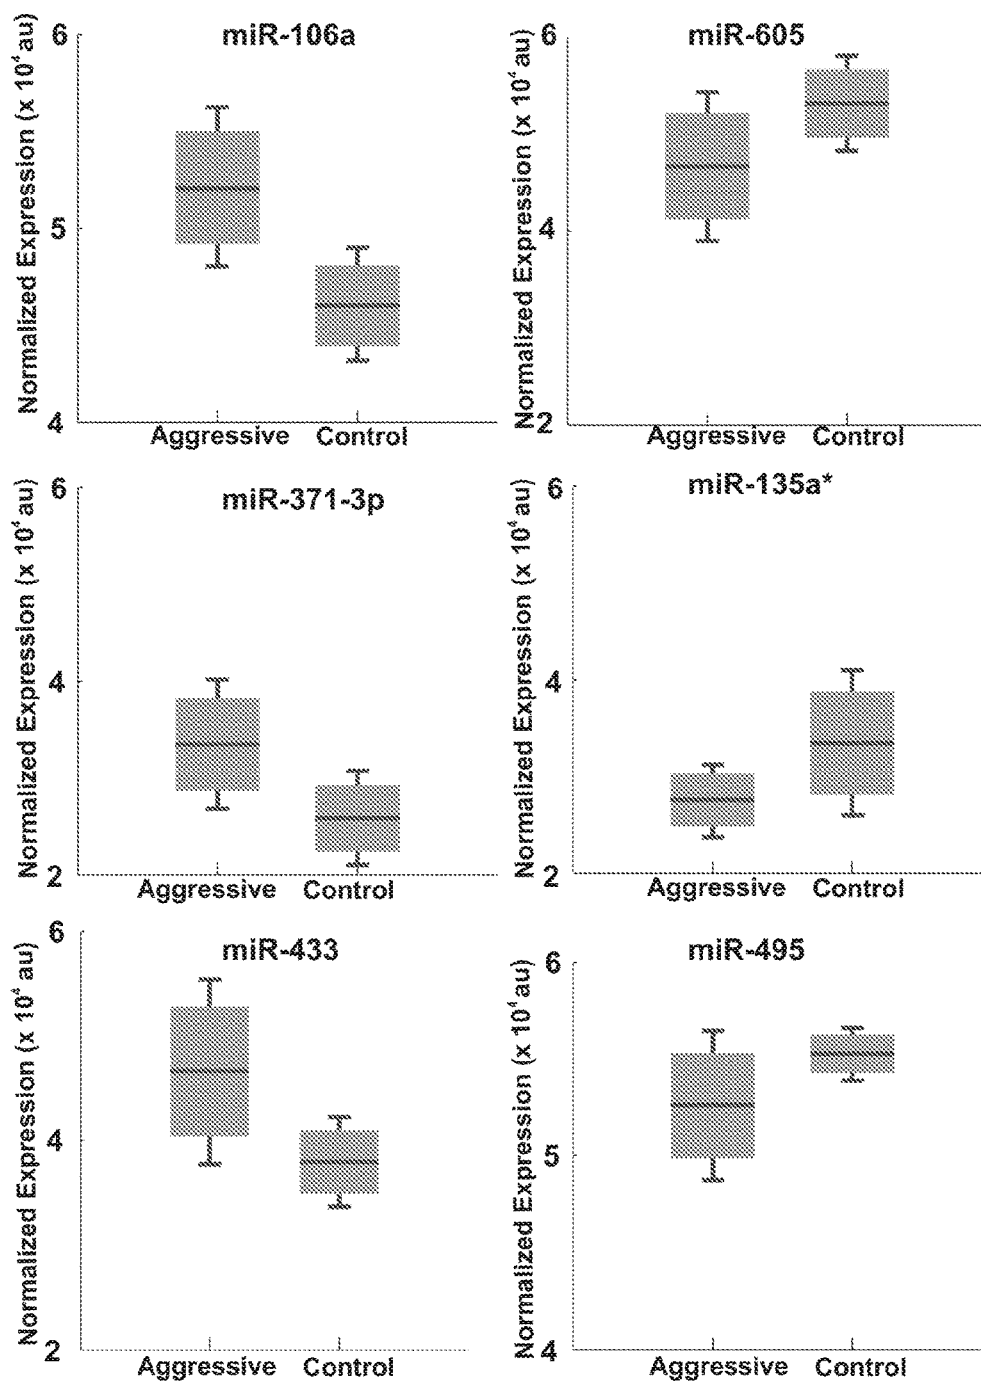 miR-106a
Normalized Expression (x 10⁴ au)
6
5
4
Aggressive Control
miR-605
Normalized Expression (x 10⁴ au)
6
4
2
Aggressive Control
miR-371-3p
Normalized Expression (x 10⁴ au)
6
4
2
Aggressive Control
miR-135a*
Normalized Expression (x 10⁴ au)
6
4
2
Aggressive Control
miR-433
Normalized Expression (x 10⁴ au)
6
4
2
Aggressive Control
miR-495
Normalized Expression (x 10⁴ au)
6
5
4
Aggressive Control